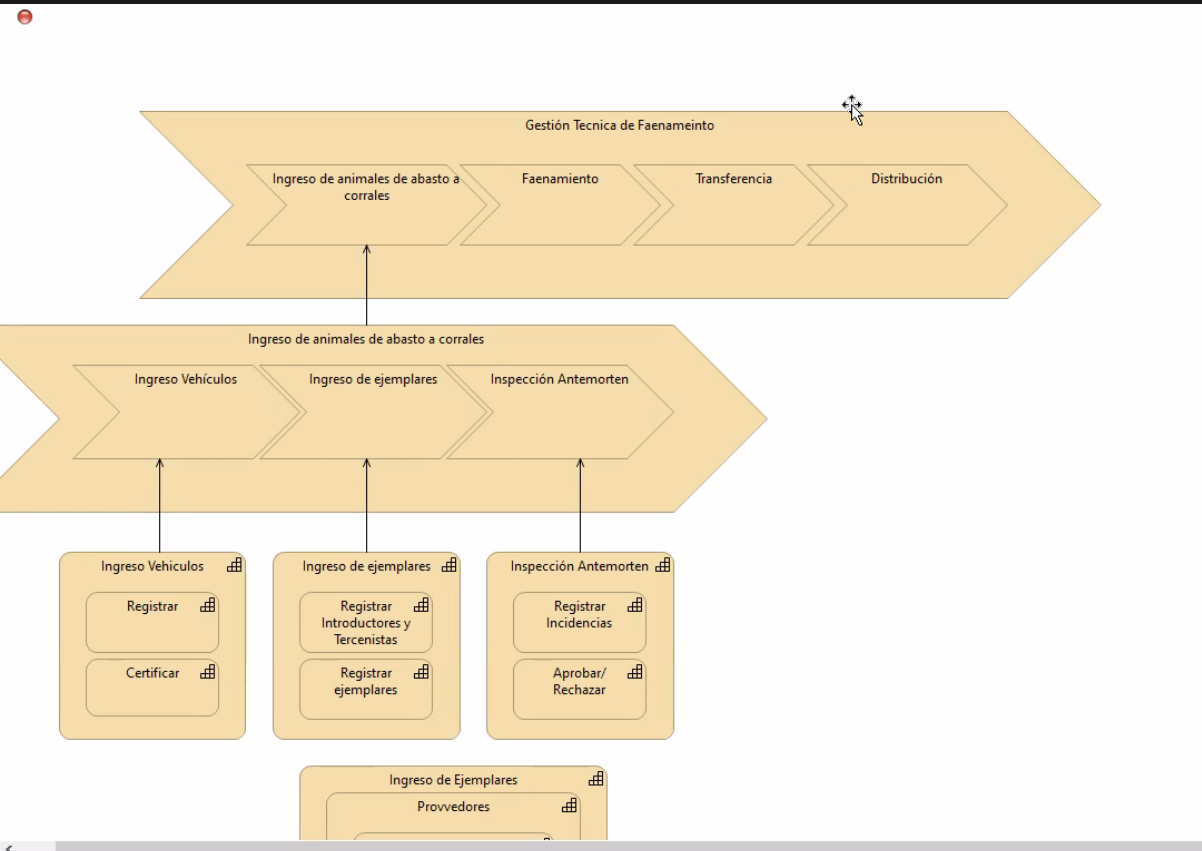 Gestión Tecnica de Faenameinto
Ingreso de animales de abasto a
corrales
Faenamiento
Transferencia
Distribución
Ingreso de animales de abasto a corrales
Ingreso Vehículos
Ingreso de ejemplares
Inspección Antemorten
Ingreso Vehiculos
Registrar
Certificar
Ingreso de ejemplares
Registrar
Introductores y
Tercenistas
Registrar
ejemplares
Inspección Antemorten
Registrar
Incidencias
Aprobar/
Rechazar
Ingreso de Ejemplares
Provvedores